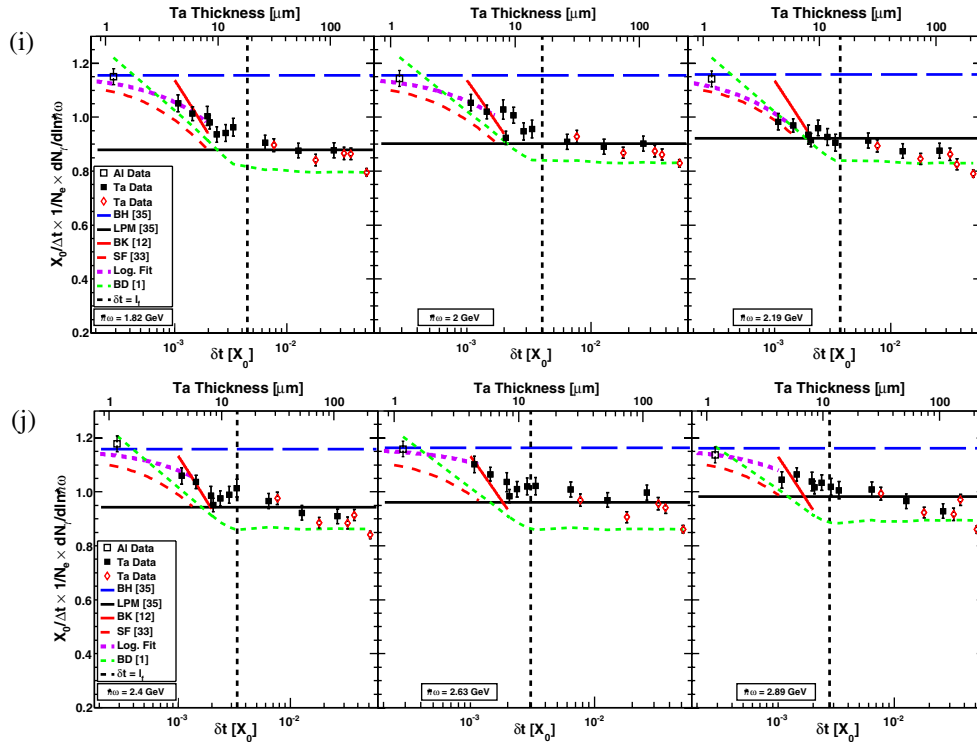 (i)
Ta Thickness [μm] Ta Thickness [μm] Ta Thickness [μm]
1 10 100 1 10 100 1 10 100
X0/Δt × 1/Ne × dNγ/dlnℏω
1.2
1.0
0.8
0.6
0.4
0.2
Al Data
Ta Data
Ta Data
BH [35]
LPM [35]
BK [12]
SF [33]
Log. Fit
BD [1]
δt = lf
ℏω = 1.82 GeV ℏω = 2 GeV ℏω = 2.19 GeV
10^-3 10^-2 10^-3 10^-2 10^-3 10^-2
δt [X0] δt [X0] δt [X0]
(j)
Ta Thickness [μm] Ta Thickness [μm] Ta Thickness [μm]
1 10 100 1 10 100 1 10 100
X0/Δt × 1/Ne × dNγ/dlnℏω
1.2
1.0
0.8
0.6
0.4
0.2
Al Data
Ta Data
Ta Data
BH [35]
LPM [35]
BK [12]
SF [33]
Log. Fit
BD [1]
δt = lf
ℏω = 2.4 GeV ℏω = 2.63 GeV ℏω = 2.89 GeV
10^-3 10^-2 10^-3 10^-2 10^-3 10^-2
δt [X0] δt [X0] δt [X0]